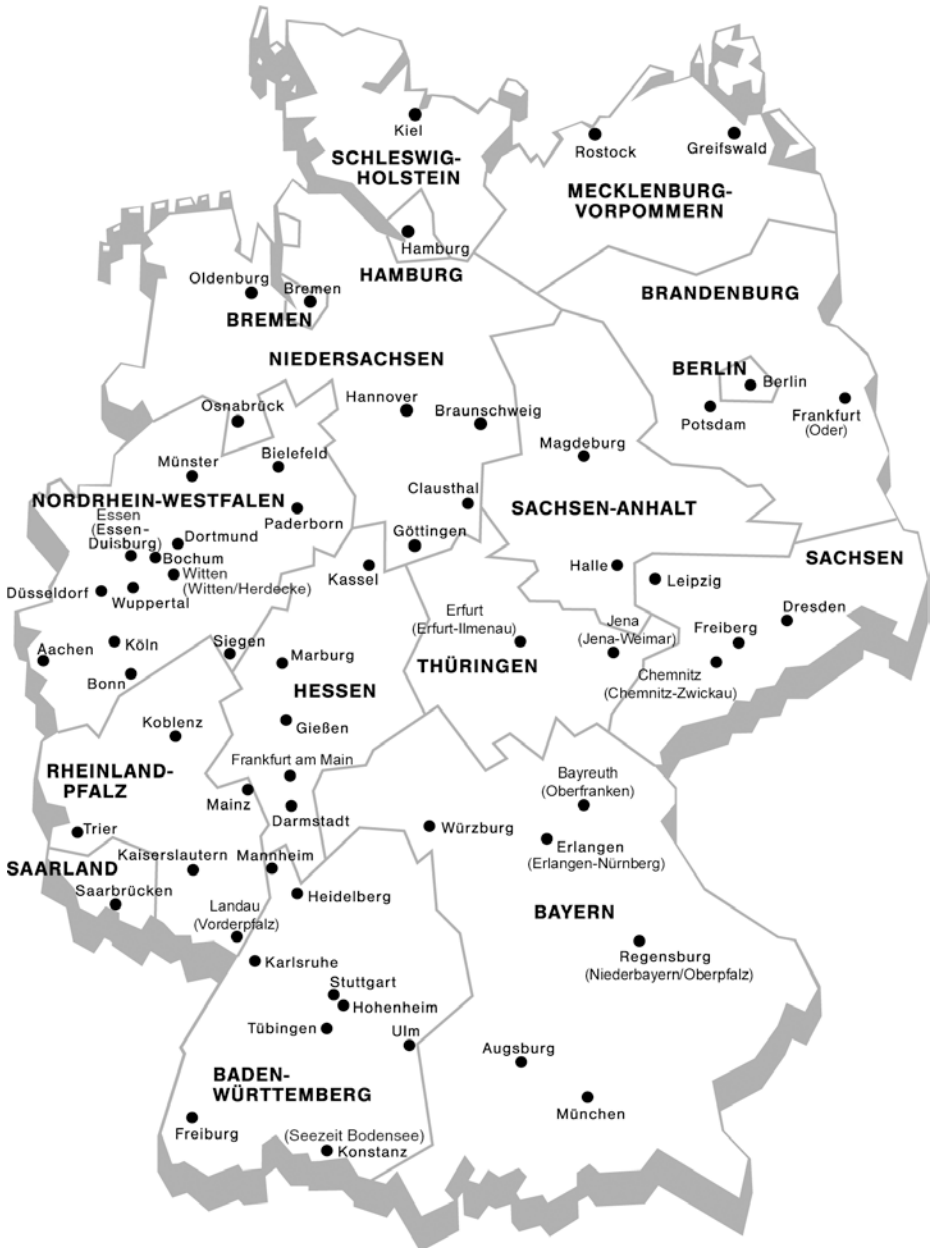 Kiel
SCHLESWIG-
HOLSTEIN
Rostock
Greifswald
MECKLENBURG-
VORPOMMERN
Hamburg
HAMBURG
Oldenburg
Bremen
BREMEN
BRANDENBURG
NIEDERSACHSEN
BERLIN
Berlin
Potsdam
Frankfurt
(Oder)
Osnabrück
Hannover
Braunschweig
Magdeburg
Münster
Bielefeld
NORDRHEIN-WESTFALEN
Paderborn
Clausthal
SACHSEN-ANHALT
Essen
(Essen-
Duisburg)
Dortmund
Bochum
Witten
(Witten/Herdecke)
Göttingen
Kassel
Halle
Leipzig
SACHSEN
Düsseldorf
Wuppertal
Erfurt
(Erfurt-Ilmenau)
THÜRINGEN
Jena
(Jena-Weimar)
Dresden
Freiberg
Chemnitz
(Chemnitz-Zwickau)
Aachen
Köln
Bonn
Siegen
Marburg
HESSEN
Gießen
Koblenz
RHEINLAND-
PFALZ
Frankfurt am Main
Mainz
Darmstadt
Bayreuth
(Oberfranken)
Würzburg
Erlangen
(Erlangen-Nürnberg)
Trier
SAARLAND
Kaiserslautern
Saarbrücken
Mannheim
Heidelberg
Landau
(Vorderpfalz)
BAYERN
Regensburg
(Niederbayern/Oberpfalz)
Karlsruhe
Stuttgart
Hohenheim
Tübingen
Ulm
Augsburg
München
BADEN-
WÜRTTEMBERG
Freiburg
(Seezeit Bodensee)
Konstanz